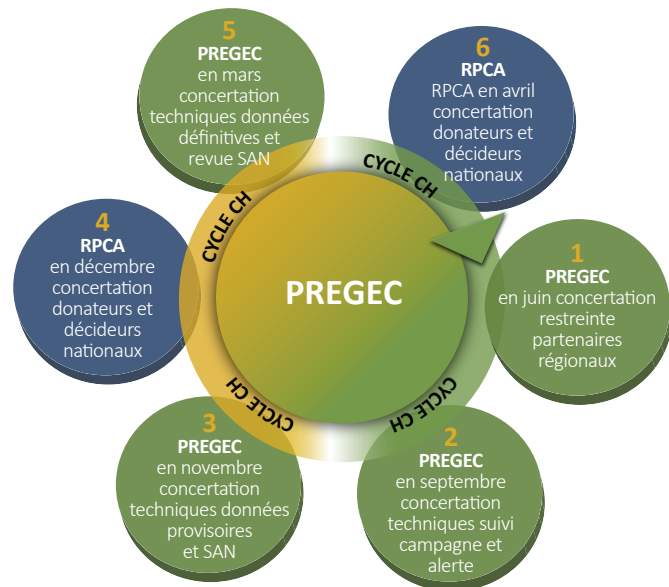 5
PREGEC
en mars
concertation
techniques données
définitives et
revue SAN
6
RPCA
RPCA en avril
concertation
donateurs et
décideurs
nationaux
CYCLE CH
CYCLE CH
4
RPCA
en décembre
concertation
donateurs et
décideurs
nationaux
PREGEC
1
PREGEC
en juin concertation
restreinte
partenaires
régionaux
CYCLE CH
CYCLE CH
3
PREGEC
en novembre
concertation
techniques données
provisoires
et SAN
2
PREGEC
en septembre
concertation
techniques suivi
campagne et
alerte